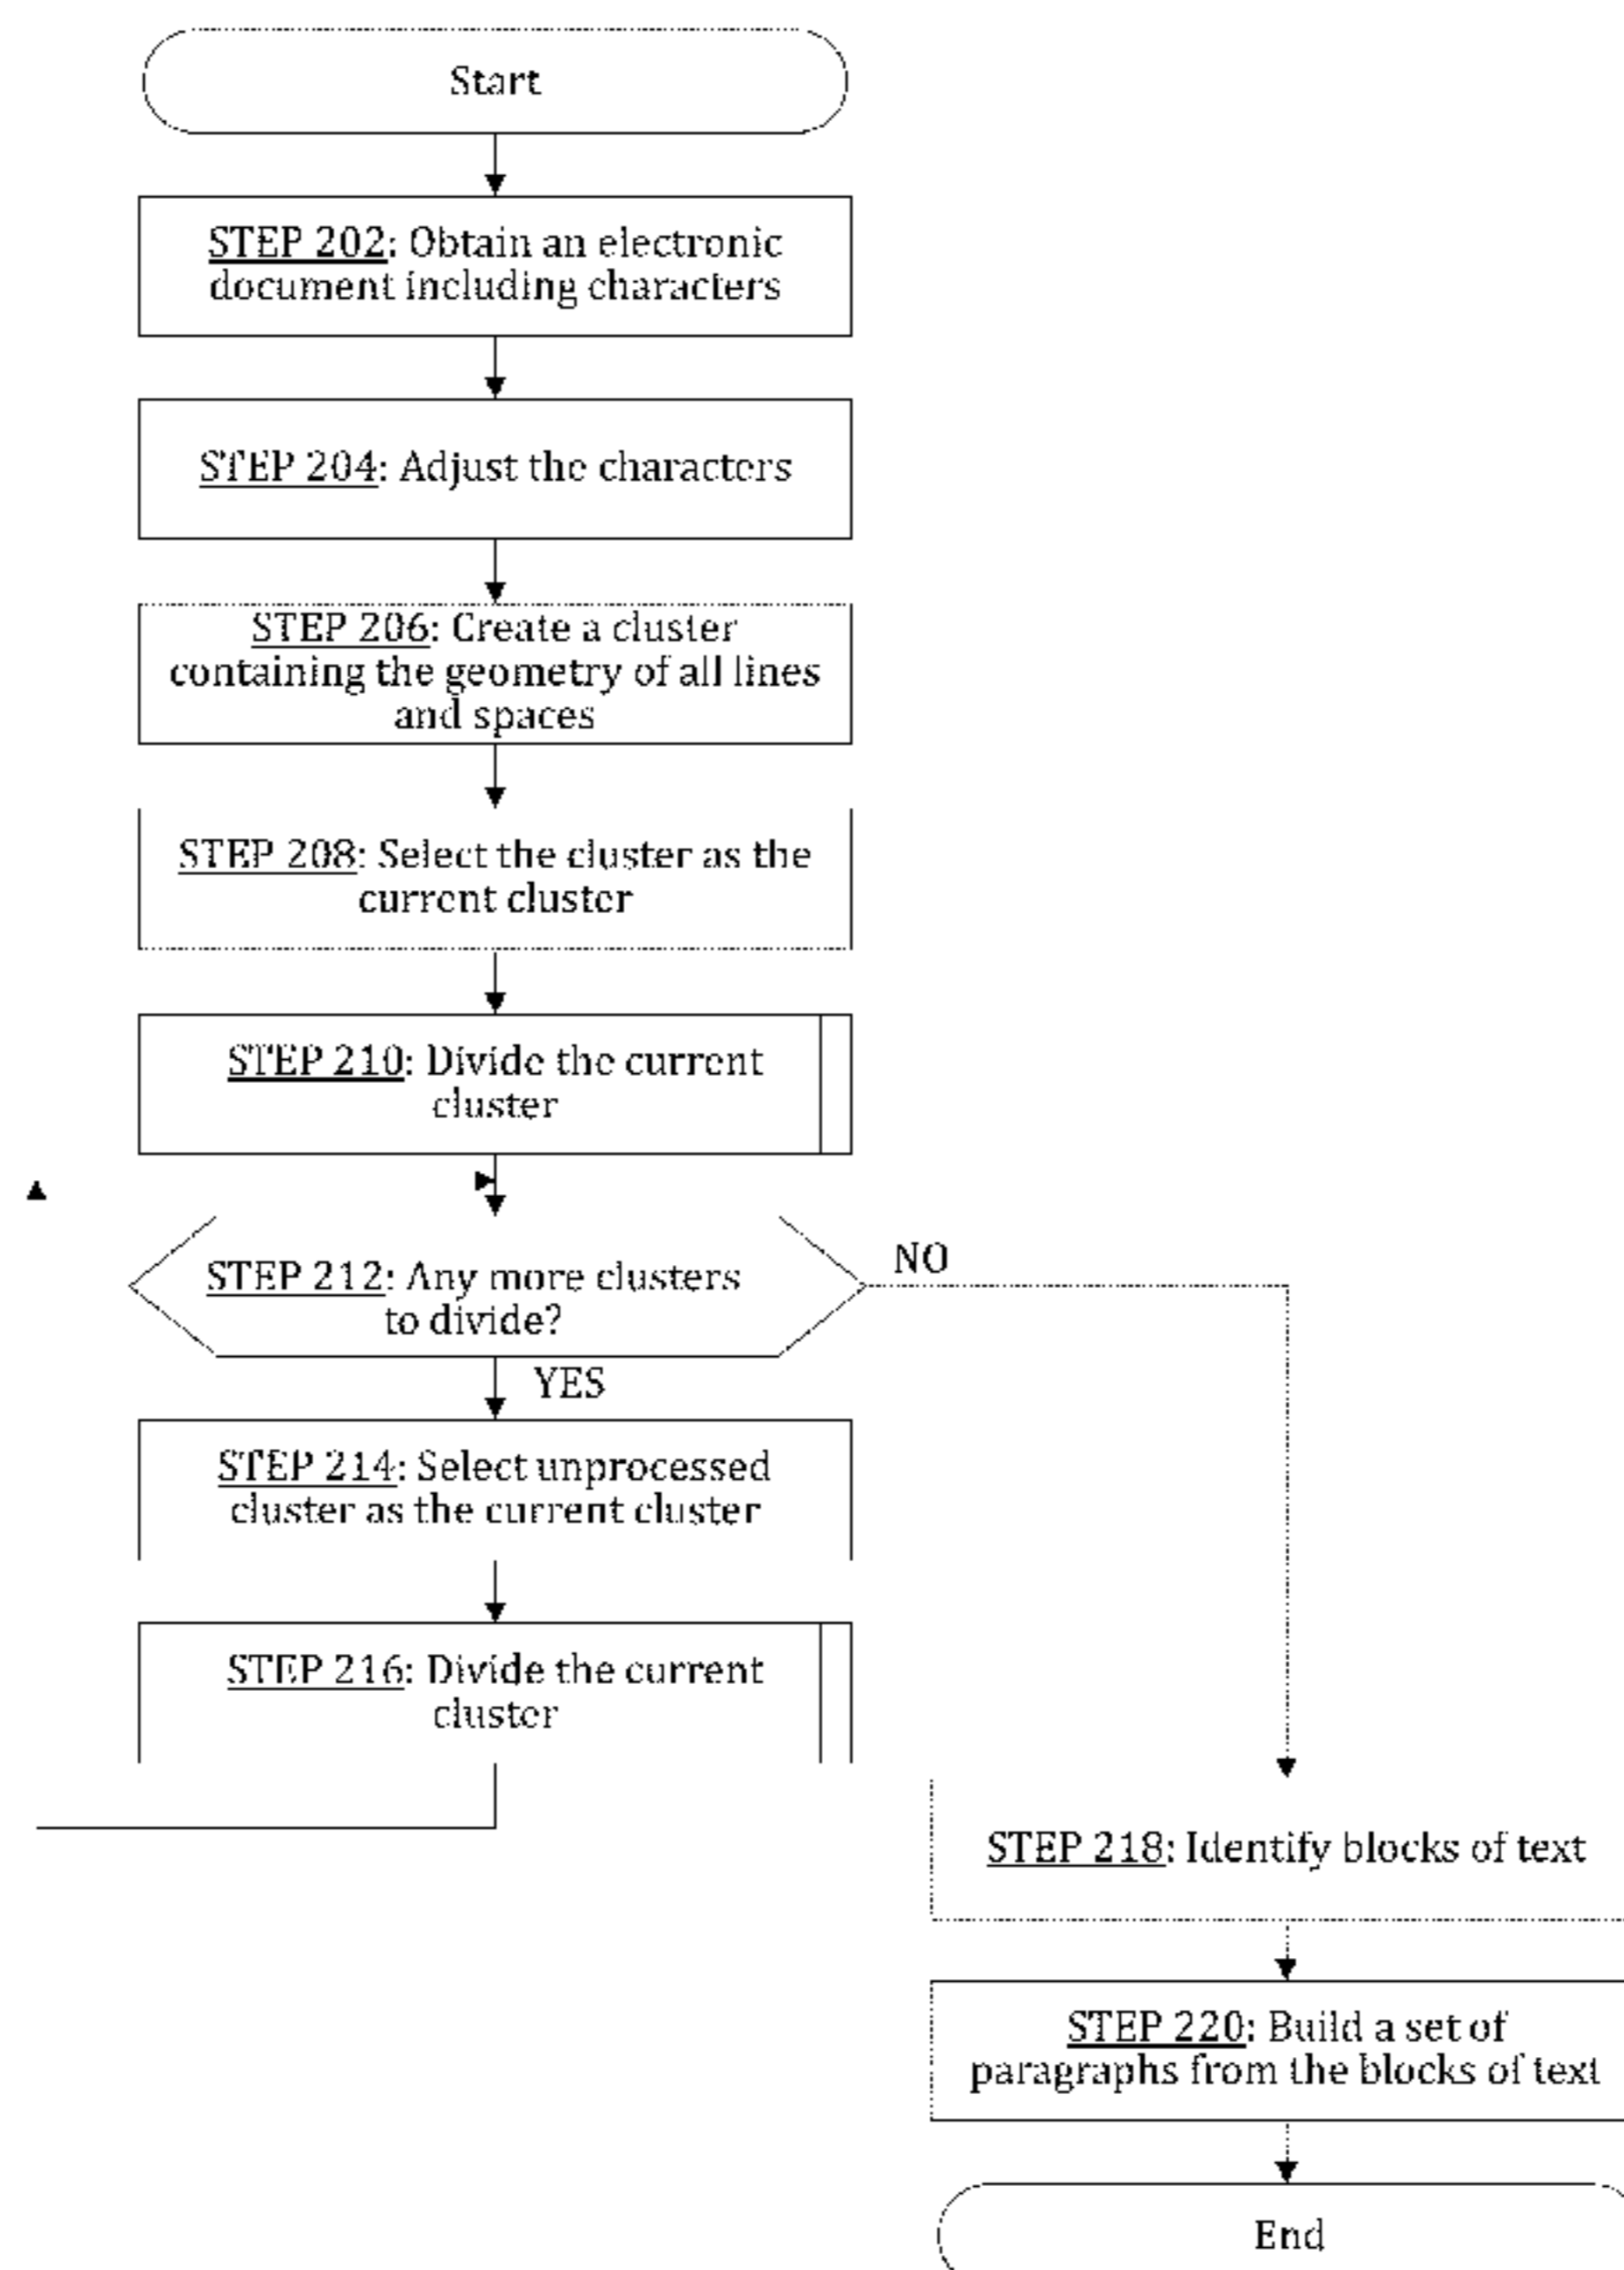 Start
STEP 202: Obtain an electronic
document including characters
STEP 204: Adjust the characters
STEP 206: Create a cluster
containing the geometry of all lines
and spaces
STEP 208: Select the cluster as the
current cluster
STEP 210: Divide the current
cluster
STEP 212: Any more clusters
to divide?
NO
YES
STEP 214: Select unprocessed
cluster as the current cluster
STEP 216: Divide the current
cluster
STEP 218: Identify blocks of text
STEP 220: Build a set of
paragraphs from the blocks of text
End